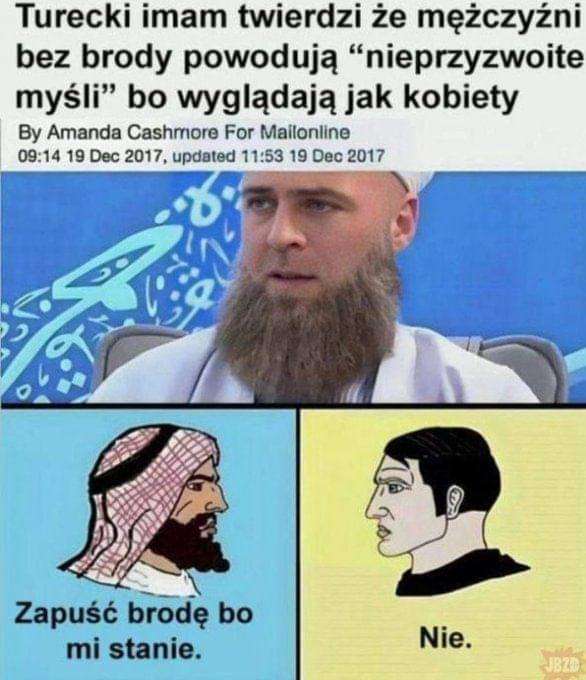 Turecki imam twierdzi że mężczyźni
bez brody powodują “nieprzyzwoite
myśli” bo wyglądają jak kobiety
By Amanda Cashmore For Mailonline
09:14 19 Dec 2017, updated 11:53 19 Dec 2017
Zapuść brodę bo
mi stanie.
Nie.
JBZD